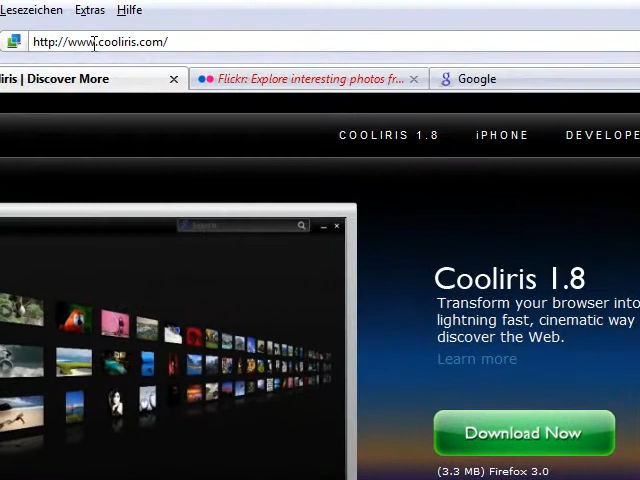 Lesezeichen Extras Hilfe
http://www.cooliris.com/
iris | Discover More
Flickr: Explore interesting photos fr...
Google
COOLIRIS 1.8 iPHONE DEVELOPE
Search
Cooliris 1.8
Transform your browser into
lightning fast, cinematic way
discover the Web.
Learn more
Download Now
(3.3 MB) Firefox 3.0